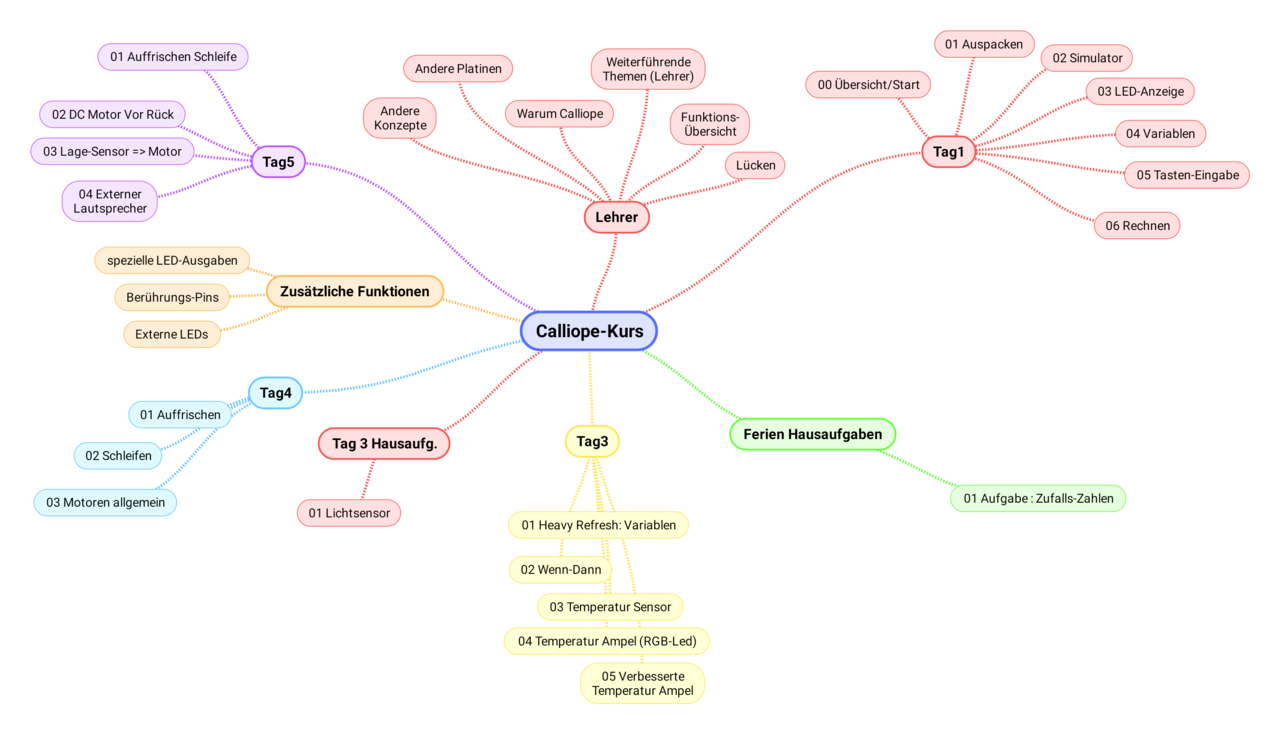 Calliope-Kurs
Tag1
00 Übersicht/Start
01 Auspacken
02 Simulator
03 LED-Anzeige
04 Variablen
05 Tasten-Eingabe
06 Rechnen
Lehrer
Andere
Konzepte
Andere Platinen
Warum Calliope
Weiterführende
Themen (Lehrer)
Funktions-
Übersicht
Lücken
Tag5
01 Auffrischen Schleife
02 DC Motor Vor Rück
03 Lage-Sensor => Motor
04 Externer
Lautsprecher
Zusätzliche Funktionen
spezielle LED-Ausgaben
Berührungs-Pins
Externe LEDs
Tag4
01 Auffrischen
02 Schleifen
03 Motoren allgemein
Tag 3 Hausaufg.
01 Lichtsensor
Tag3
01 Heavy Refresh: Variablen
02 Wenn-Dann
03 Temperatur Sensor
04 Temperatur Ampel (RGB-Led)
05 Verbesserte
Temperatur Ampel
Ferien Hausaufgaben
01 Aufgabe : Zufalls-Zahlen